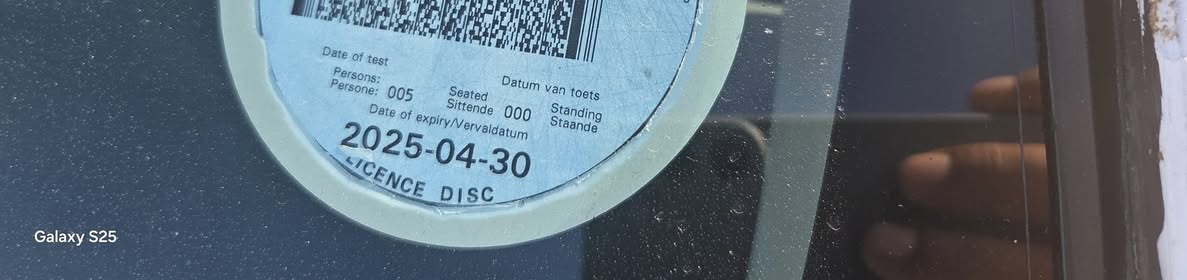 Date of test
Datum van toets
Persons:
Persone: 005
Seated
Sittende 000
Standing
Staande
Date of expiry/Vervaldatum
2025-04-30
LICENCE DISC
Galaxy S25